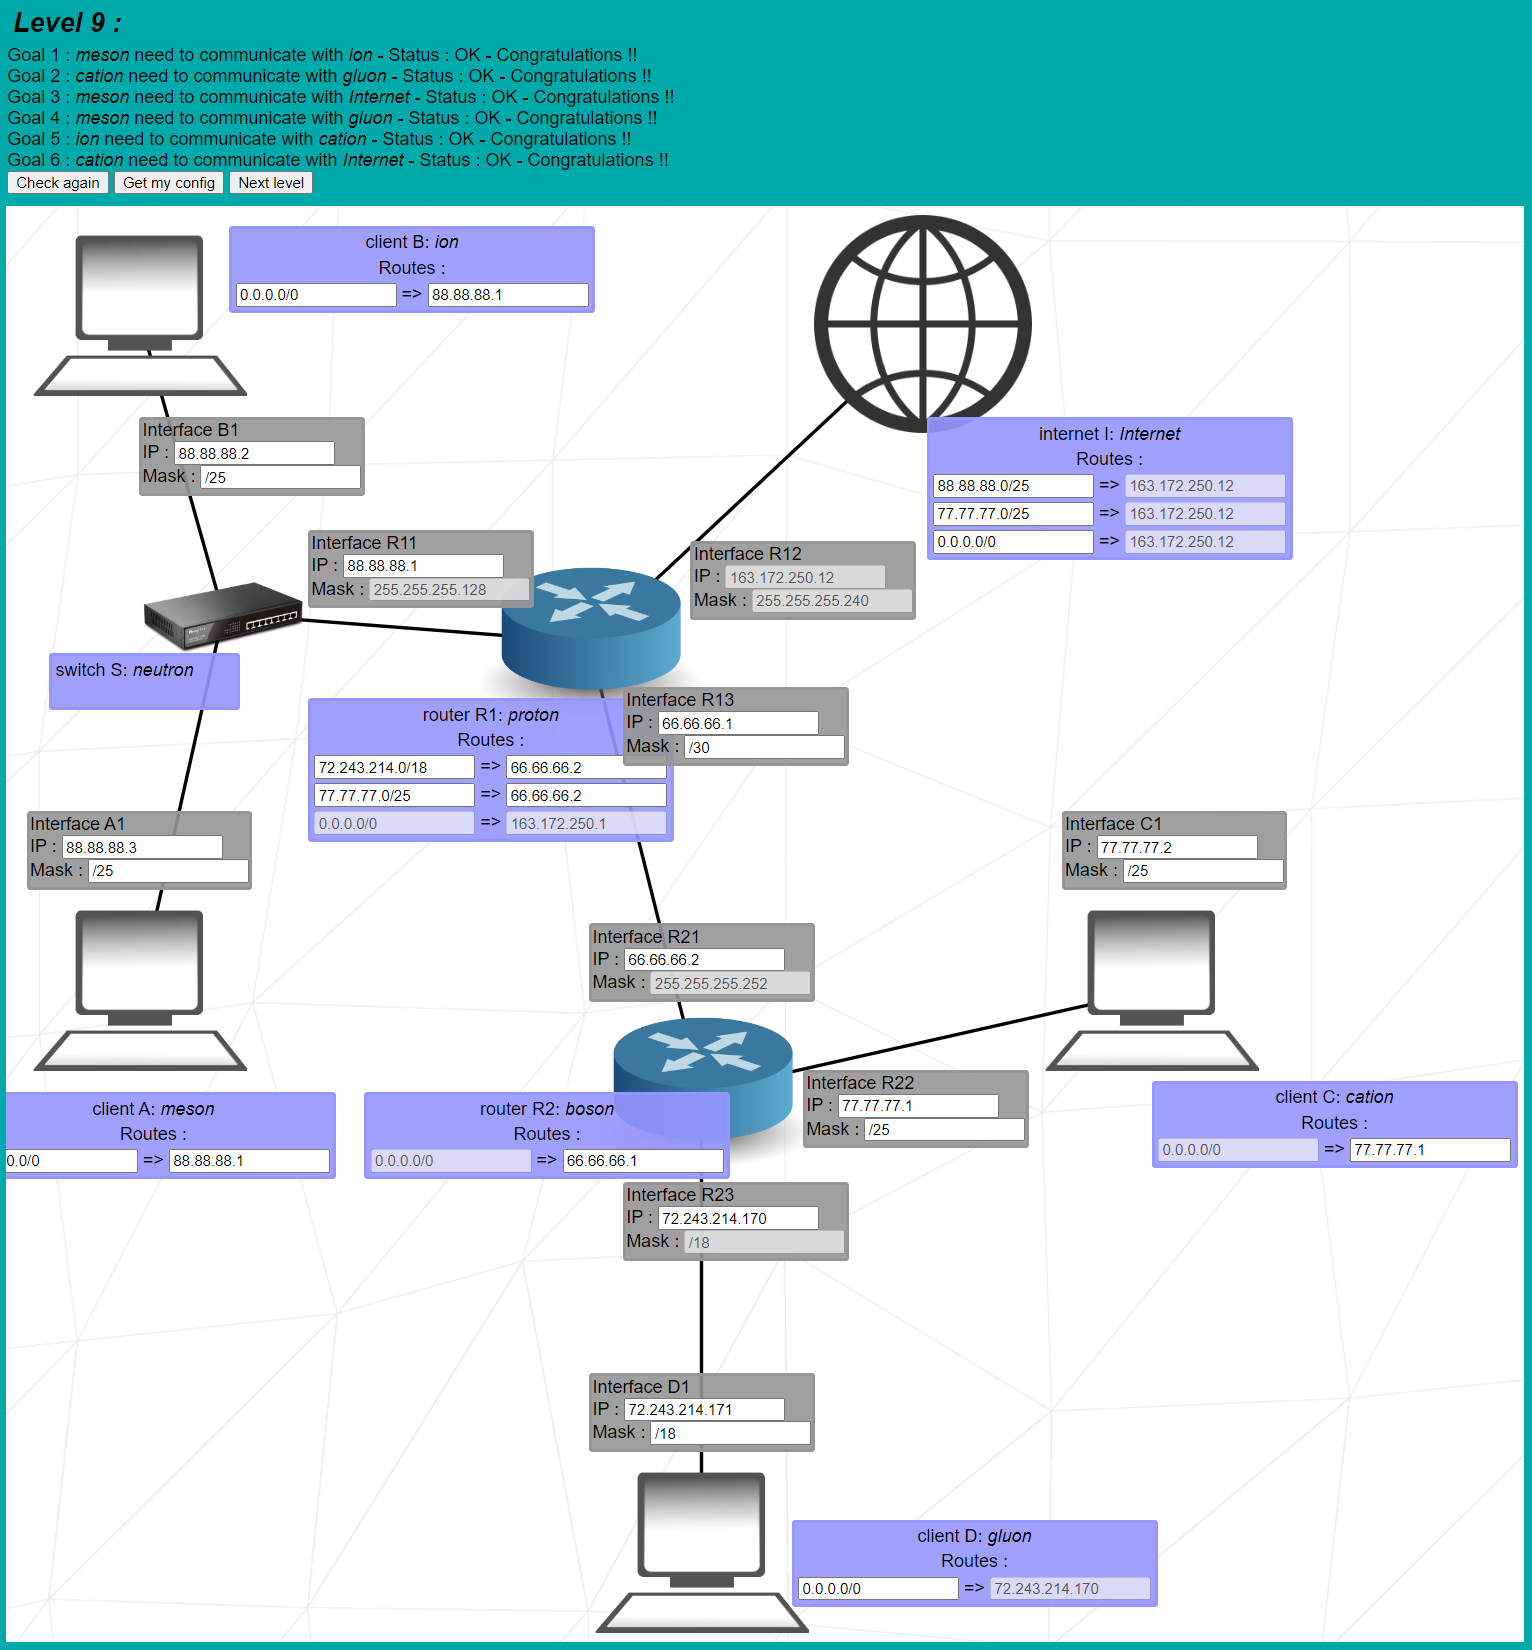 Level 9 :
Goal 1 : meson need to communicate with ion - Status : OK - Congratulations !!
Goal 2 : cation need to communicate with gluon - Status : OK - Congratulations !!
Goal 3 : meson need to communicate with Internet - Status : OK - Congratulations !!
Goal 4 : meson need to communicate with gluon - Status : OK - Congratulations !!
Goal 5 : ion need to communicate with cation - Status : OK - Congratulations !!
Goal 6 : cation need to communicate with Internet - Status : OK - Congratulations !!
Check again Get my config Next level
client B: ion
Routes :
0.0.0.0/0 => 88.88.88.1
Interface B1
IP : 88.88.88.2
Mask : /25
internet I: Internet
Routes :
88.88.88.0/25 => 163.172.250.12
77.77.77.0/25 => 163.172.250.12
0.0.0.0/0 => 163.172.250.12
Interface R11
IP : 88.88.88.1
Mask : 255.255.255.128
Interface R12
IP : 163.172.250.12
Mask : 255.255.255.240
switch S: neutron
Interface R13
IP : 66.66.66.1
Mask : /30
router R1: proton
Routes :
72.243.214.0/18 => 66.66.66.2
77.77.77.0/25 => 66.66.66.2
0.0.0.0/0 => 163.172.250.1
Interface A1
IP : 88.88.88.3
Mask : /25
Interface C1
IP : 77.77.77.2
Mask : /25
Interface R21
IP : 66.66.66.2
Mask : 255.255.255.252
Interface R22
IP : 77.77.77.1
Mask : /25
client A: meson
Routes :
0.0/0 => 88.88.88.1
router R2: boson
Routes :
0.0.0.0/0 => 66.66.66.1
client C: cation
Routes :
0.0.0.0/0 => 77.77.77.1
Interface R23
IP : 72.243.214.170
Mask : /18
Interface D1
IP : 72.243.214.171
Mask : /18
client D: gluon
Routes :
0.0.0.0/0 => 72.243.214.170